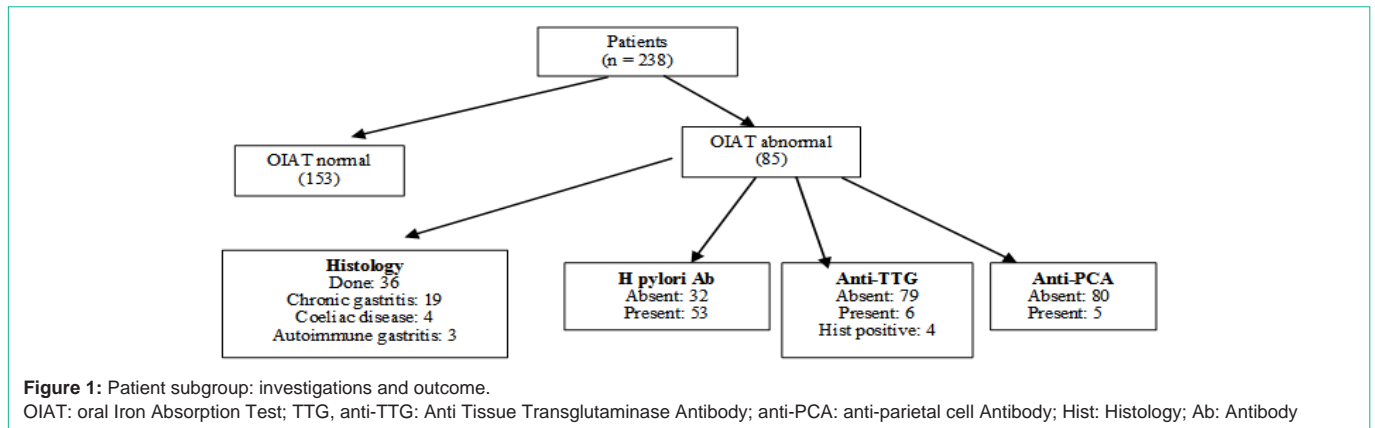 Patients
(n = 238)
OIAT normal
(153)
OIAT abnormal
(85)
Histology
Done: 36
Chronic gastritis: 19
Coeliac disease: 4
Autoimmune gastritis: 3
H pylori Ab
Absent: 32
Present: 53
Anti-TTG
Absent: 79
Present: 6
Hist positive: 4
Anti-PCA
Absent: 80
Present: 5
Figure 1: Patient subgroup: investigations and outcome.
OIAT: oral Iron Absorption Test; TTG, anti-TTG: Anti Tissue Transglutaminase Antibody; anti-PCA: anti-parietal cell Antibody; Hist: Histology; Ab: Antibody